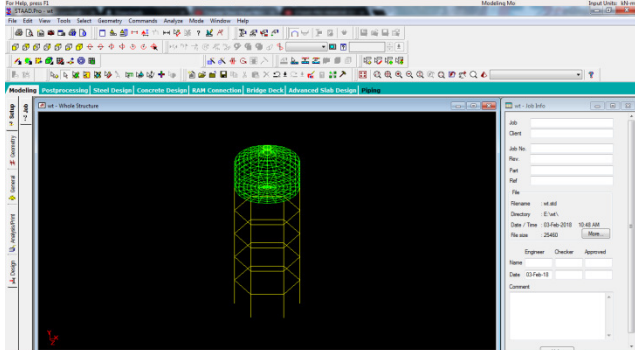 For Help, press F1
Modeling Mo
Input Units: kN-m
STAAD.Pro - wt
File Edit View Tools Select Geometry Commands Analyze Mode Window Help
Modeling Postprocessing Steel Design Concrete Design RAM Connection Bridge Deck Advanced Slab Design Piping
Setup
Geometry
General
Analysis/Print
Design
Job
wt - Whole Structure
wt - Job Info
Job
Client
Job No.
Rev.
Part
Ref
File
Filename : wt.std
Directory : E:\wt\
Date / Time : 03-Feb-2018 10:48 AM
File size : 25460 More...
Engineer Checker Approved
Name
Date 03-Feb-18
Comment